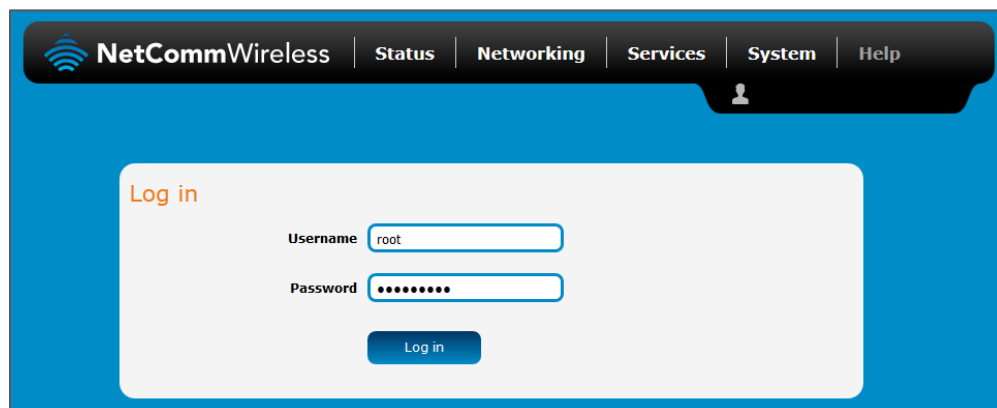 NetCommWireless Status Networking Services System Help
Log in
Username root
Password •••••••••
Log in